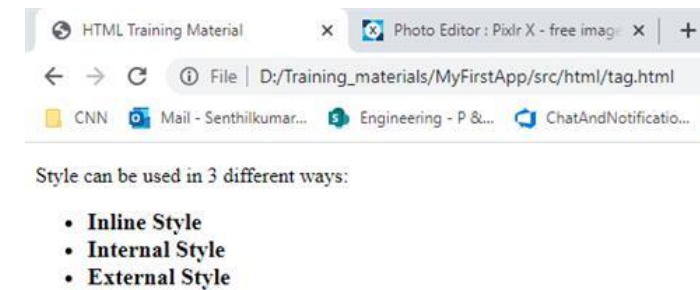 HTML Training Material
Photo Editor : Pixlr X - free image
File | D:/Training_materials/MyFirstApp/src/html/tag.html
CNN Mail - Senthilkumar... Engineering - P &... ChatAndNotificatio...
Style can be used in 3 different ways:
• Inline Style
• Internal Style
• External Style